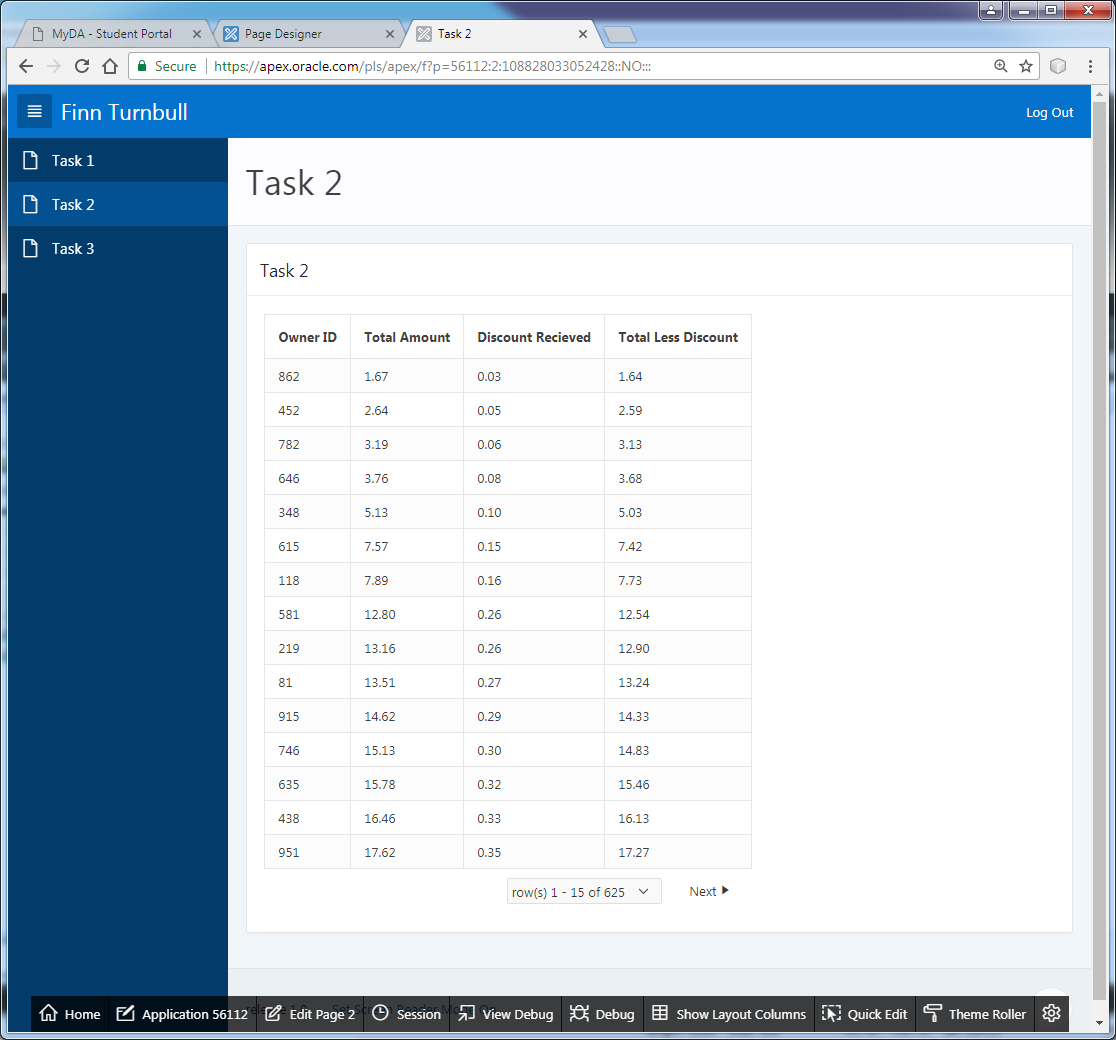 MyDA - Student Portal
Page Designer
Task 2
Secure https://apex.oracle.com/pls/apex/f?p=56112:2:108828033052428::NO:::
Finn Turnbull
Log Out
Task 1
Task 2
Task 3
Task 2
Task 2
Owner ID Total Amount Discount Recieved Total Less Discount
862 1.67 0.03 1.64
452 2.64 0.05 2.59
782 3.19 0.06 3.13
646 3.76 0.08 3.68
348 5.13 0.10 5.03
615 7.57 0.15 7.42
118 7.89 0.16 7.73
581 12.80 0.26 12.54
219 13.16 0.26 12.90
81 13.51 0.27 13.24
915 14.62 0.29 14.33
746 15.13 0.30 14.83
635 15.78 0.32 15.46
438 16.46 0.33 16.13
951 17.62 0.35 17.27
row(s) 1 - 15 of 625 Next
Home Application 56112 Edit Page 2 Session View Debug Debug Show Layout Columns Quick Edit Theme Roller